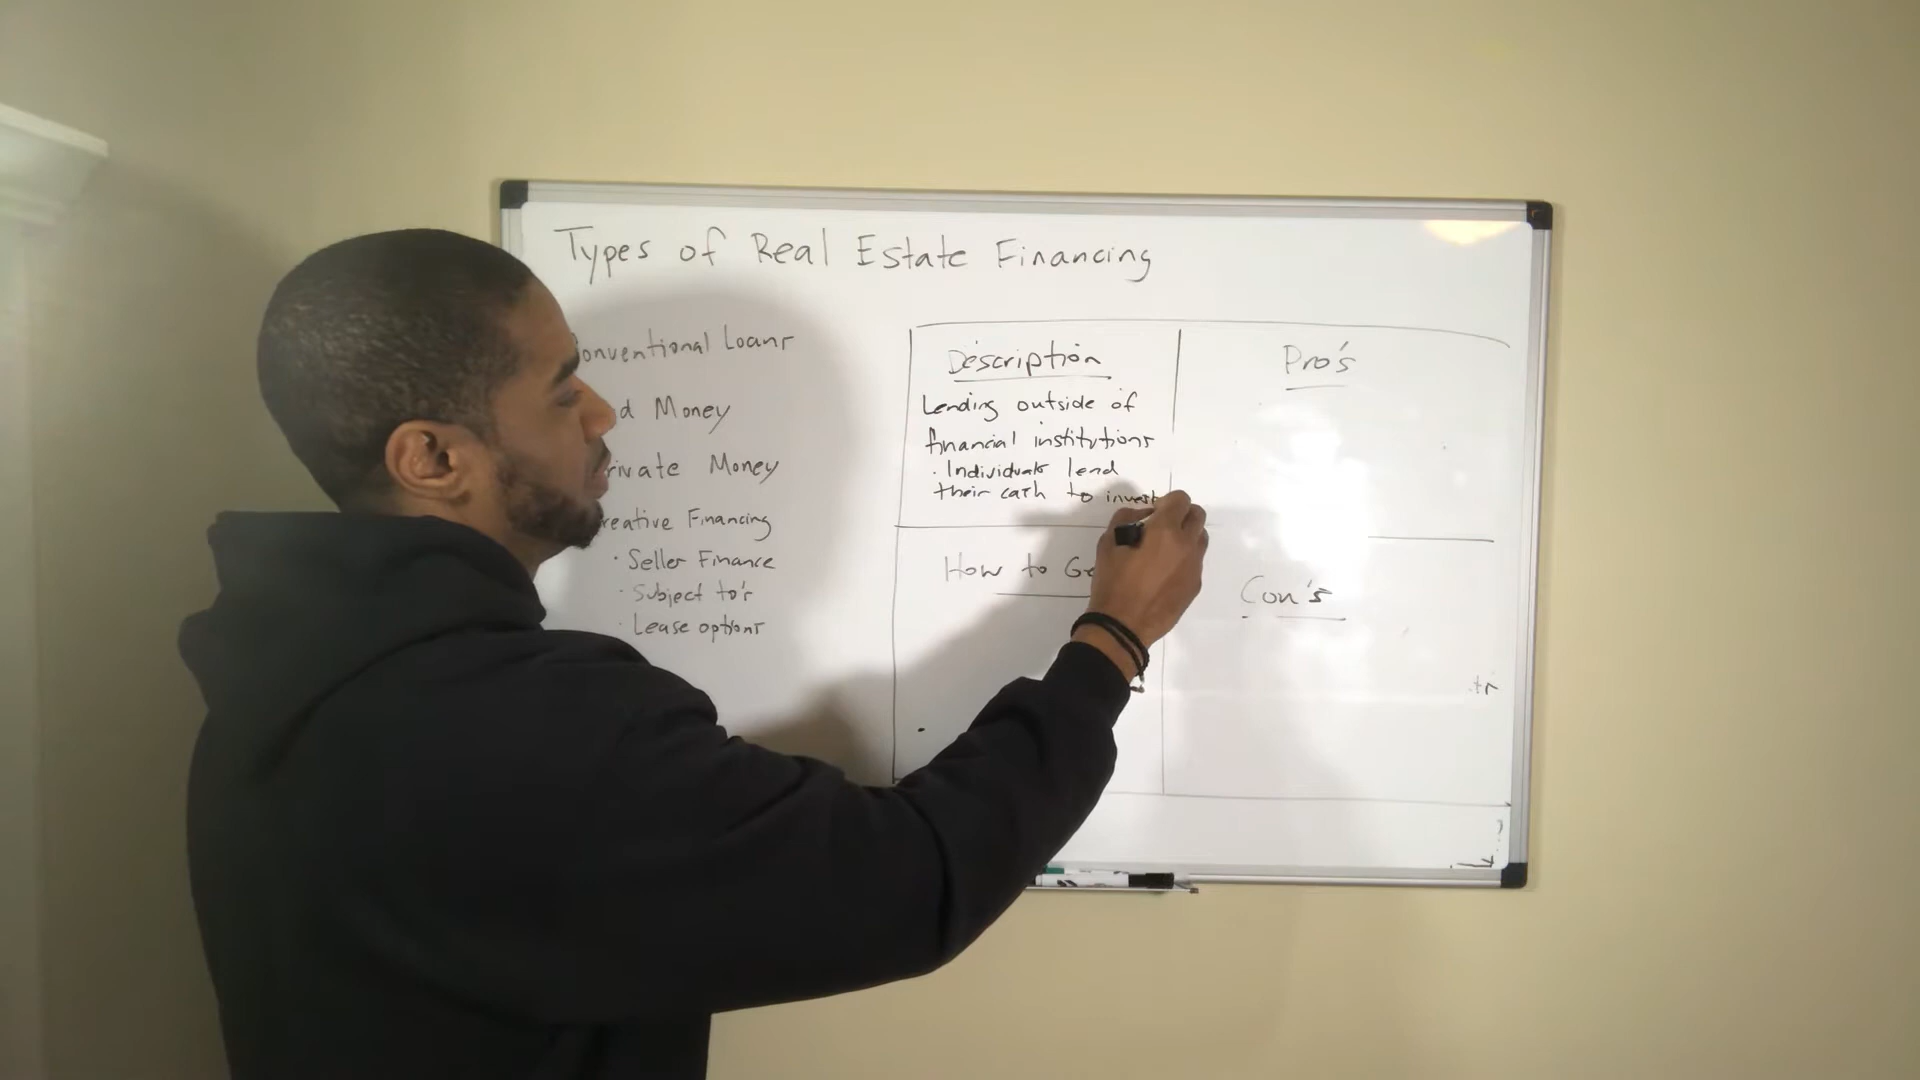 Types of Real Estate Financing
onventional Loans
d Money
rivate Money
reative Financing
· Seller Finance
· Subject to's
· Lease options
Description
Lending outside of
financial institutions
· Individuals lend
their cash to invest
Pro's
How to Ge
Con's